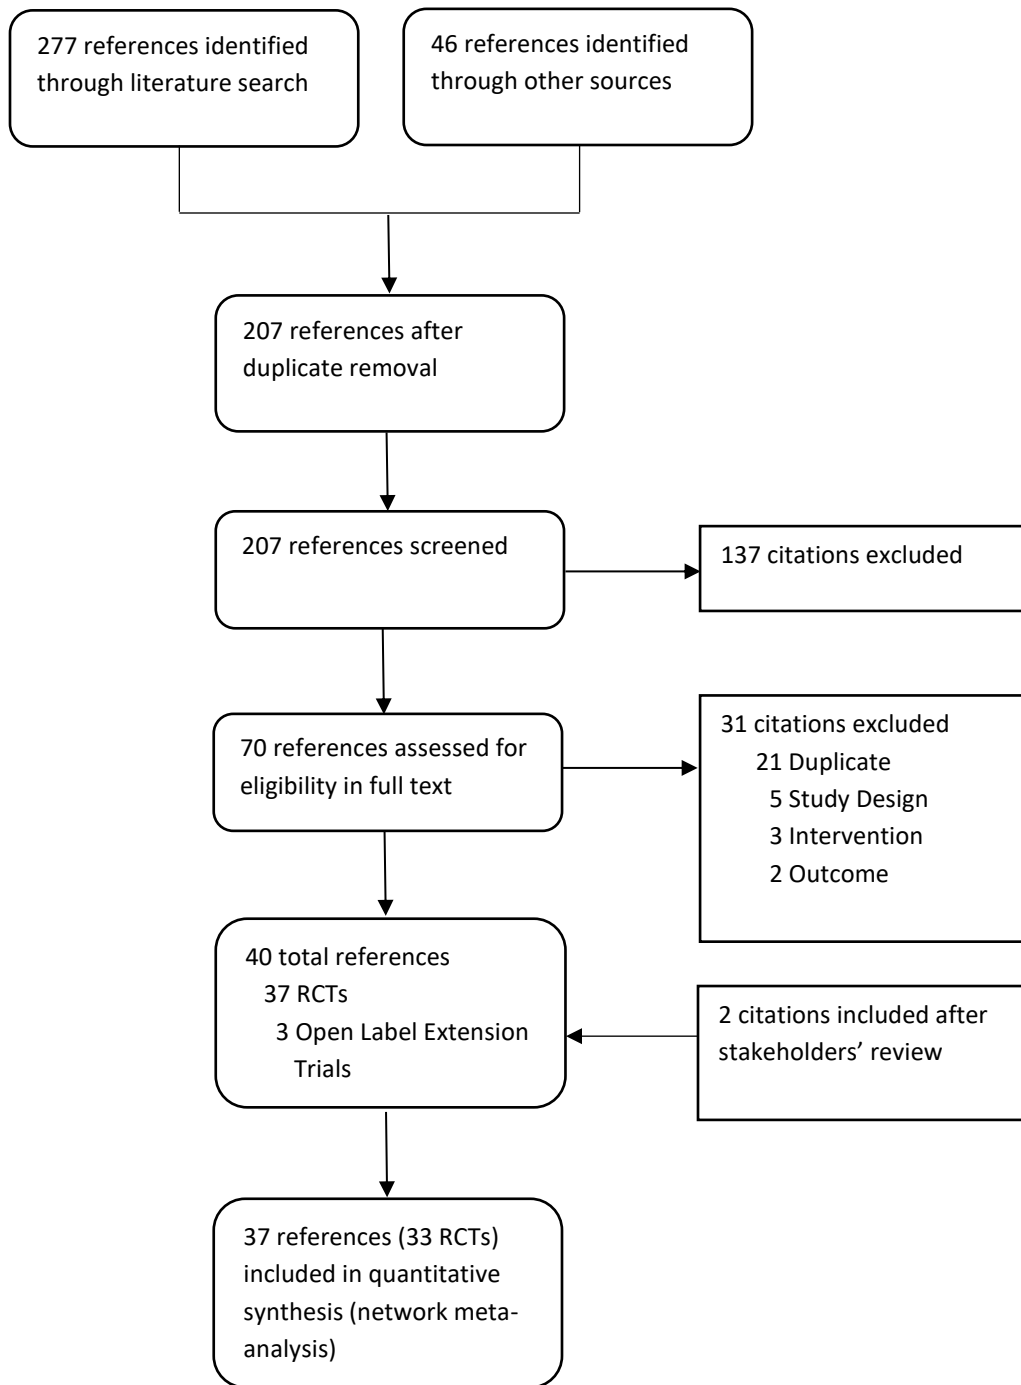 277 references identified
through literature search
46 references identified
through other sources
207 references after
duplicate removal
207 references screened
137 citations excluded
70 references assessed for
eligibility in full text
31 citations excluded
21 Duplicate
5 Study Design
3 Intervention
2 Outcome
40 total references
37 RCTs
3 Open Label Extension
Trials
2 citations included after
stakeholders’ review
37 references (33 RCTs)
included in quantitative
synthesis (network meta-
analysis)